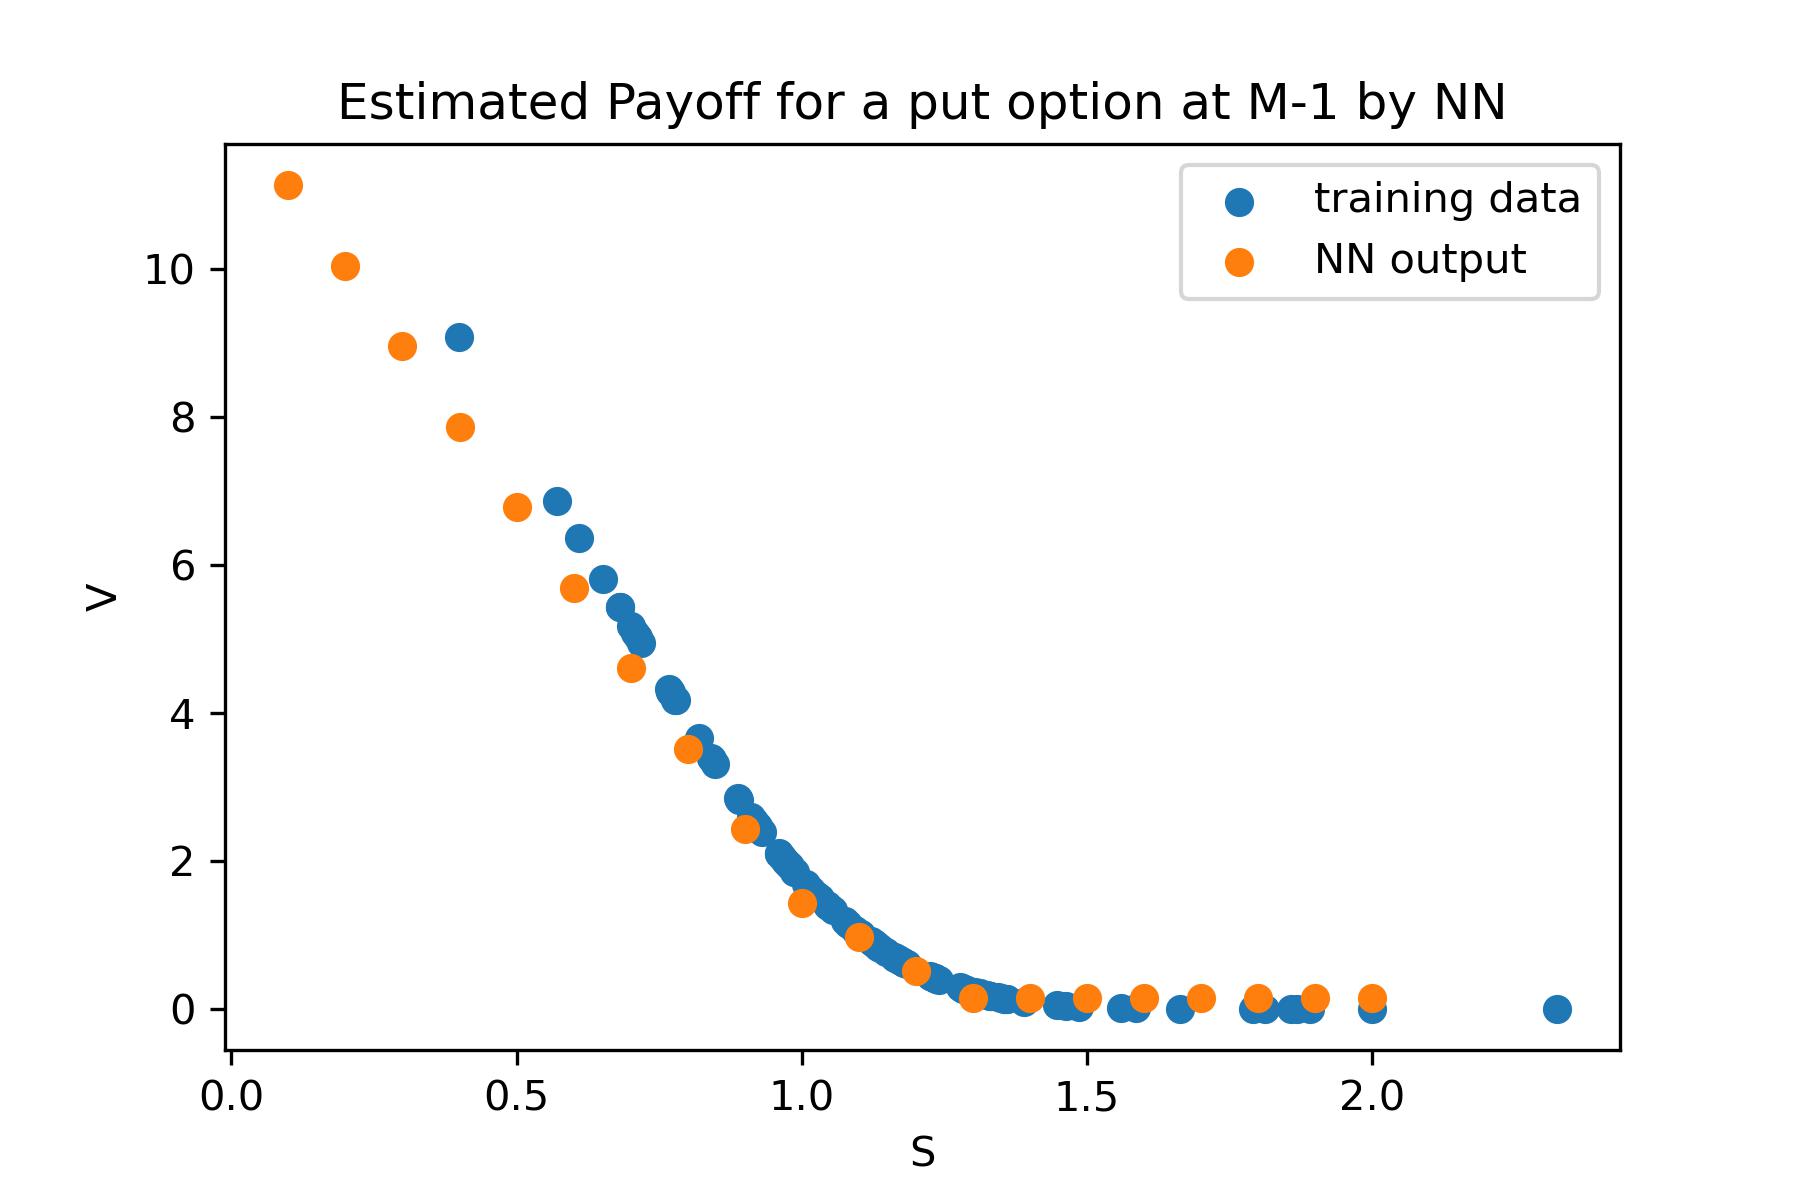 Estimated Payoff for a put option at M-1 by NN
training data
NN output
10
8
6
4
2
0
V
0.0 0.5 1.0 1.5 2.0
S